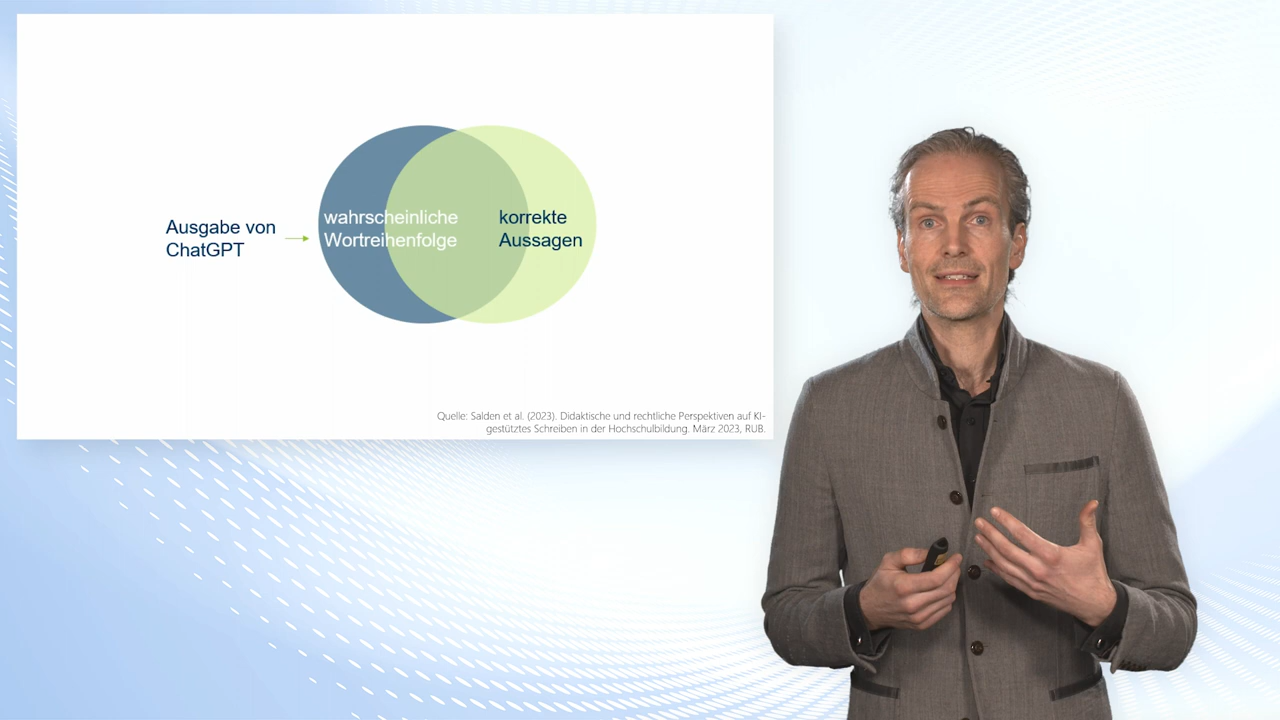 Ausgabe von
ChatGPT
wahrscheinliche
Wortreihenfolge
korrekte
Aussagen
Quelle: Salden et al. (2023). Didaktische und rechtliche Perspektiven auf KI-
gestütztes Schreiben in der Hochschulbildung. März 2023, RUB.